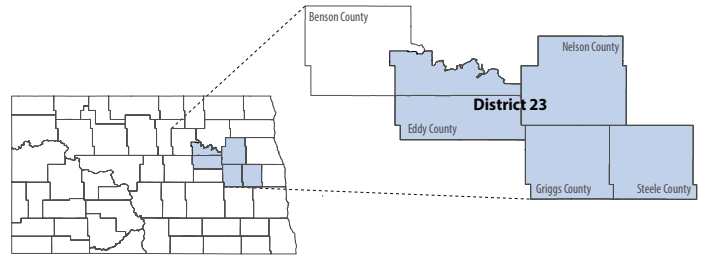 Benson County
Nelson County
District 23
Eddy County
Griggs County
Steele County